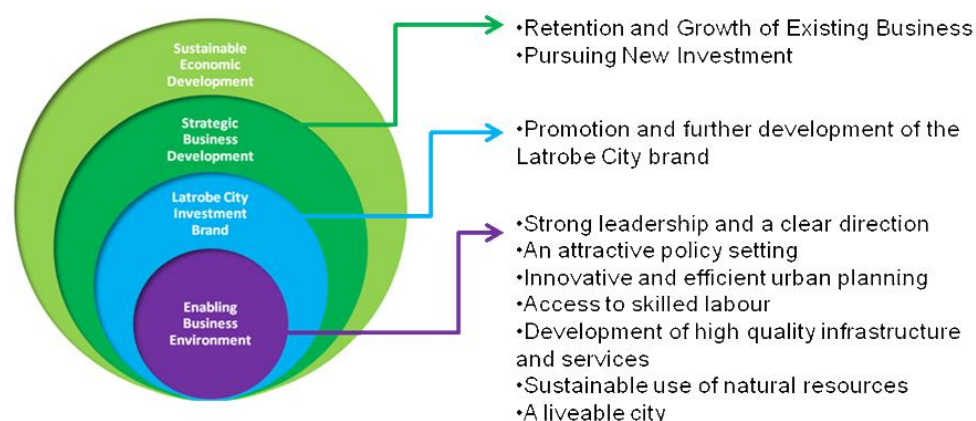 Sustainable
Economic
Development
Strategic
Business
Development
Latrobe City
Investment
Brand
Enabling
Business
Environment
•Retention and Growth of Existing Business
•Pursuing New Investment
•Promotion and further development of the
Latrobe City brand
•Strong leadership and a clear direction
•An attractive policy setting
•Innovative and efficient urban planning
•Access to skilled labour
•Development of high quality infrastructure
and services
•Sustainable use of natural resources
•A liveable city